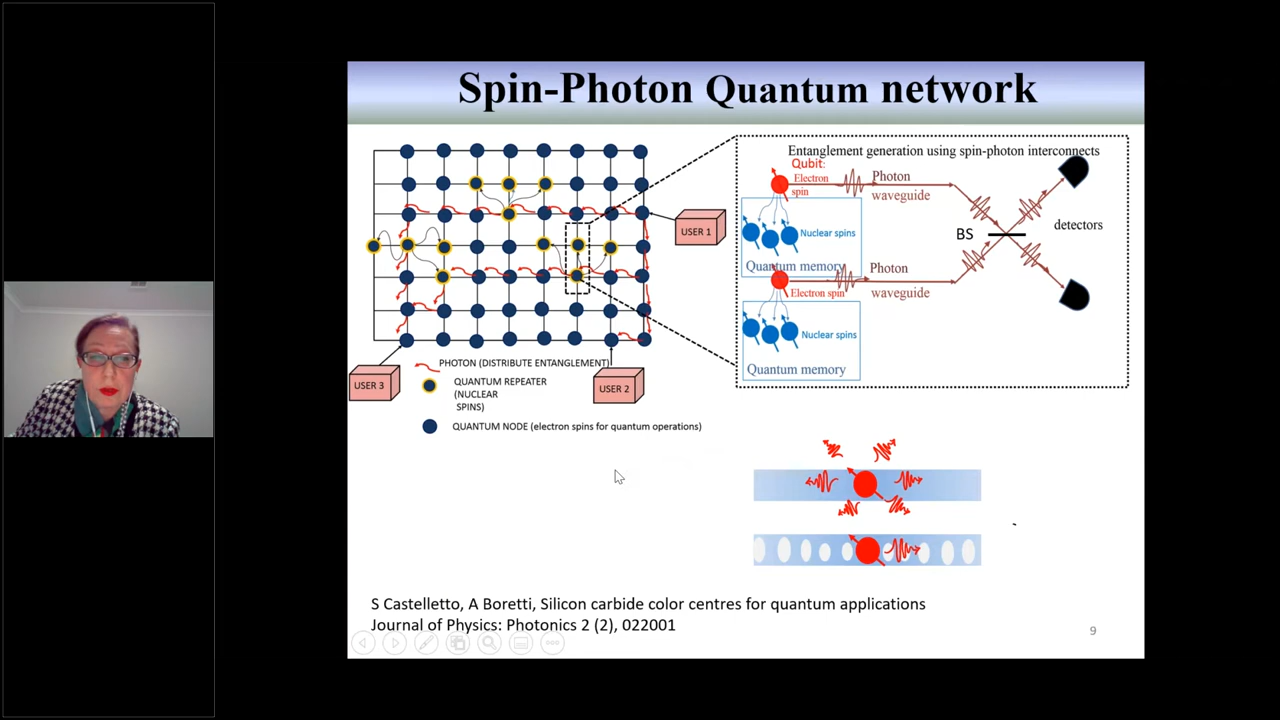 Spin-Photon Quantum network
USER 1
USER 3
USER 2
PHOTON (DISTRIBUTE ENTANGLEMENT)
QUANTUM REPEATER
(NUCLEAR
SPINS)
QUANTUM NODE (electron spins for quantum operations)
Entanglement generation using spin-photon interconnects
Qubit:
Electron
spin
Photon
waveguide
Nuclear spins
Quantum memory
BS
detectors
Electron spin
Photon
waveguide
Nuclear spins
Quantum memory
S Castelletto, A Boretti, Silicon carbide color centres for quantum applications
Journal of Physics: Photonics 2 (2), 022001
9